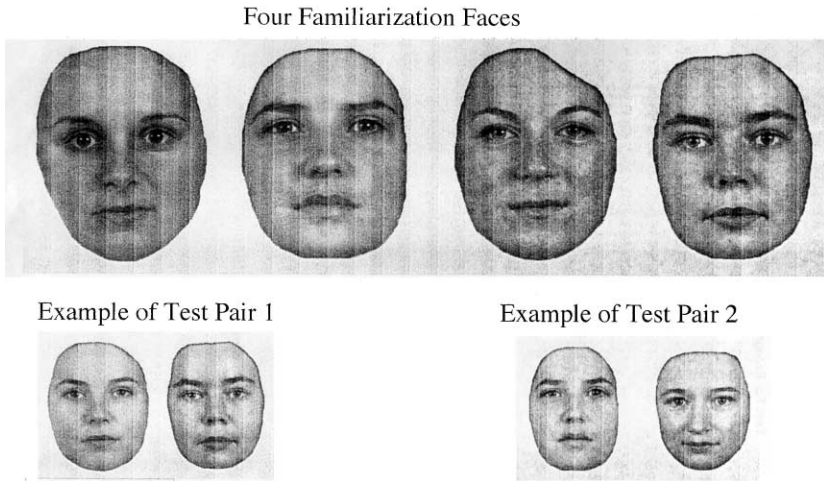 Four Familiarization Faces
Example of Test Pair 1
Example of Test Pair 2